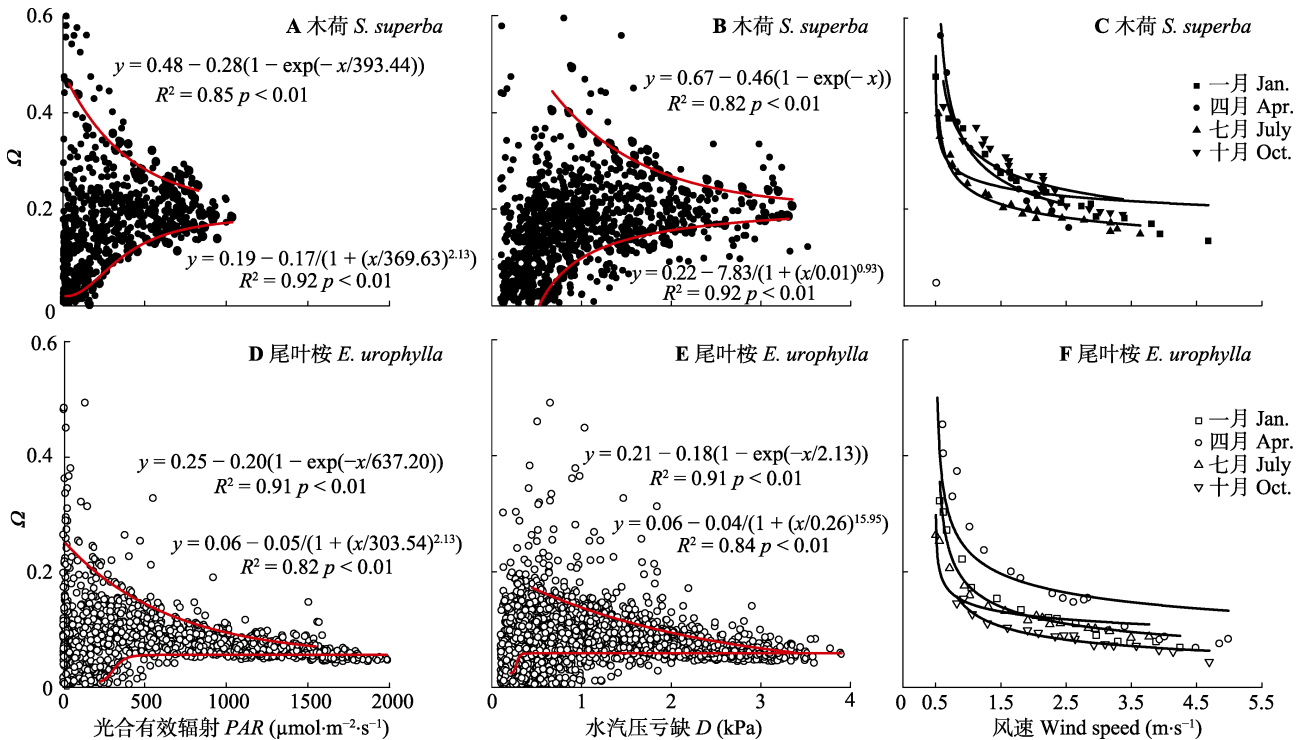 0.6
0.4
0.2
0
Ω
A 木荷 S. superba
y = 0.48 − 0.28(1 − exp(− x/393.44))
R² = 0.85 p < 0.01
y = 0.19 − 0.17/(1 + (x/369.63)^2.13)
R² = 0.92 p < 0.01
B 木荷 S. superba
y = 0.67 − 0.46(1 − exp(− x))
R² = 0.82 p < 0.01
y = 0.22 − 7.83/(1 + (x/0.01)^0.93)
R² = 0.92 p < 0.01
C 木荷 S. superba
一月 Jan.
四月 Apr.
七月 July
十月 Oct.
0.6
0.4
0.2
0
Ω
D 尾叶桉 E. urophylla
y = 0.25 − 0.20(1 − exp(−x/637.20))
R² = 0.91 p < 0.01
y = 0.06 − 0.05/(1 + (x/303.54)^2.13)
R² = 0.82 p < 0.01
0 500 1000 1500 2000
光合有效辐射 PAR (μmol·m⁻²·s⁻¹)
E 尾叶桉 E. urophylla
y = 0.21 − 0.18(1 − exp(−x/2.13))
R² = 0.91 p < 0.01
y = 0.06 − 0.04/(1 + (x/0.26)^15.95)
R² = 0.84 p < 0.01
0 1 2 3 4
水汽压亏缺 D (kPa)
F 尾叶桉 E. urophylla
一月 Jan.
四月 Apr.
七月 July
十月 Oct.
0 0.5 1.5 2.5 3.5 4.5 5.5
风速 Wind speed (m·s⁻¹)